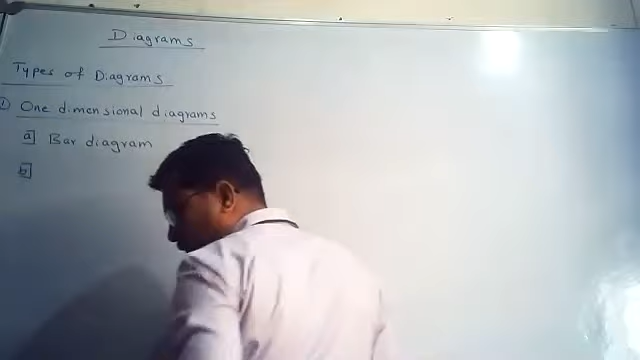 Diagrams
Types of Diagrams
① One dimensional diagrams
a] Bar diagram
b]